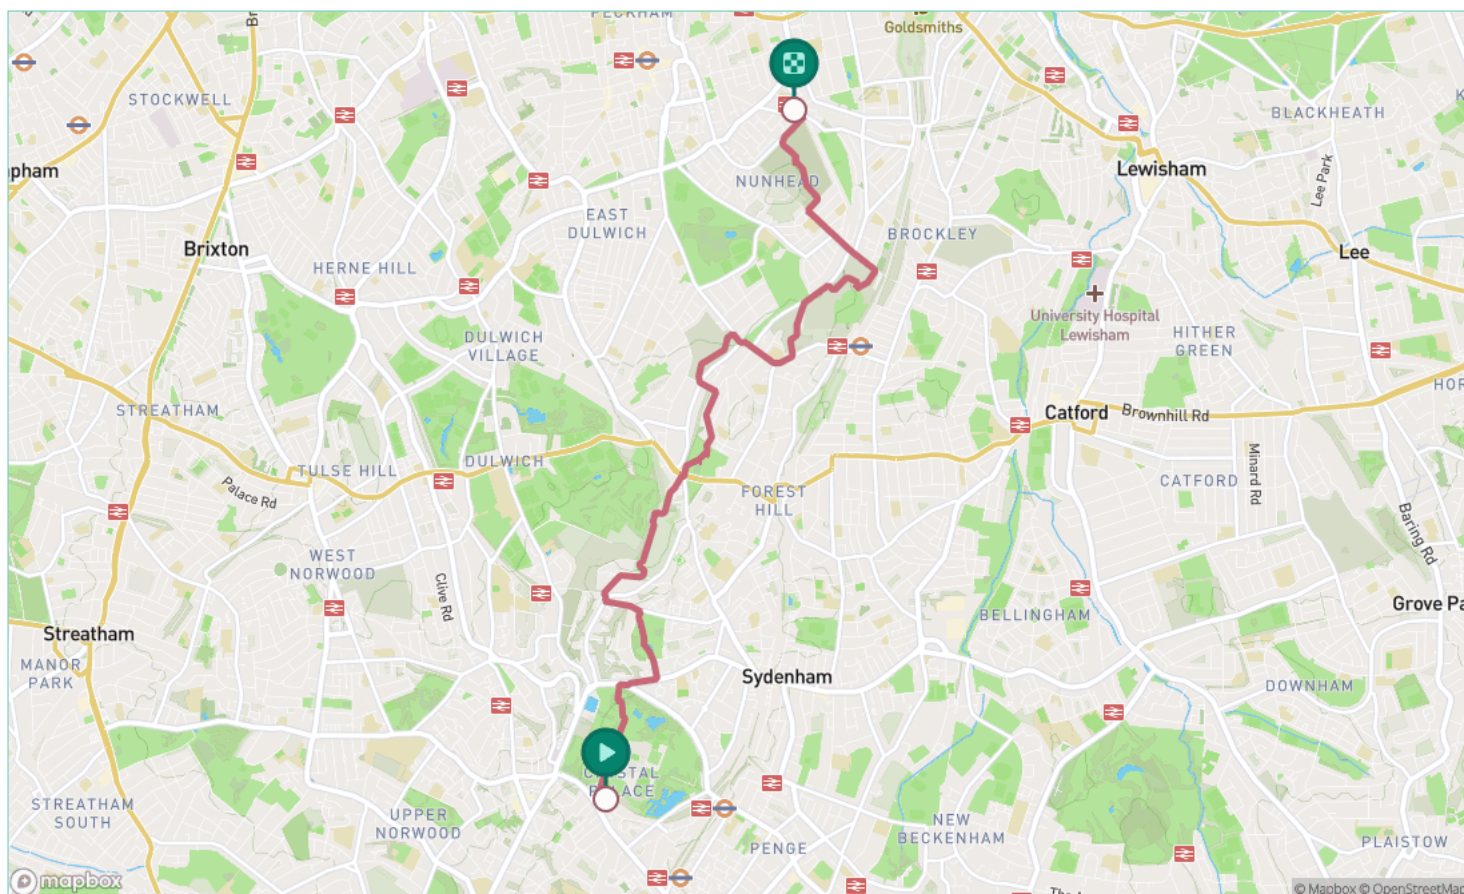 PECKHAM
Goldsmiths
STOCKWELL
BLACKHEATH
pham
Lewisham
Lee Park
NUNHEAD
EAST
DULWICH
BROCKLEY
Brixton
Lee
HERNE HILL
University Hospital
Lewisham
DULWICH
VILLAGE
HITHER
GREEN
HOR
STREATHAM
Catford
Brownhill Rd
TULSE HILL
DULWICH
Palace Rd
FOREST
HILL
CATFORD
Minard Rd
Baring Rd
WEST
NORWOOD
Clive Rd
BELLINGHAM
Grove Pa
Streatham
MANOR
PARK
Sydenham
DOWNHAM
PALACE
STREATHAM
SOUTH
UPPER
NORWOOD
NEW
BECKENHAM
PENGE
PLAISTOW
mapbox
© Mapbox © OpenStreetMap